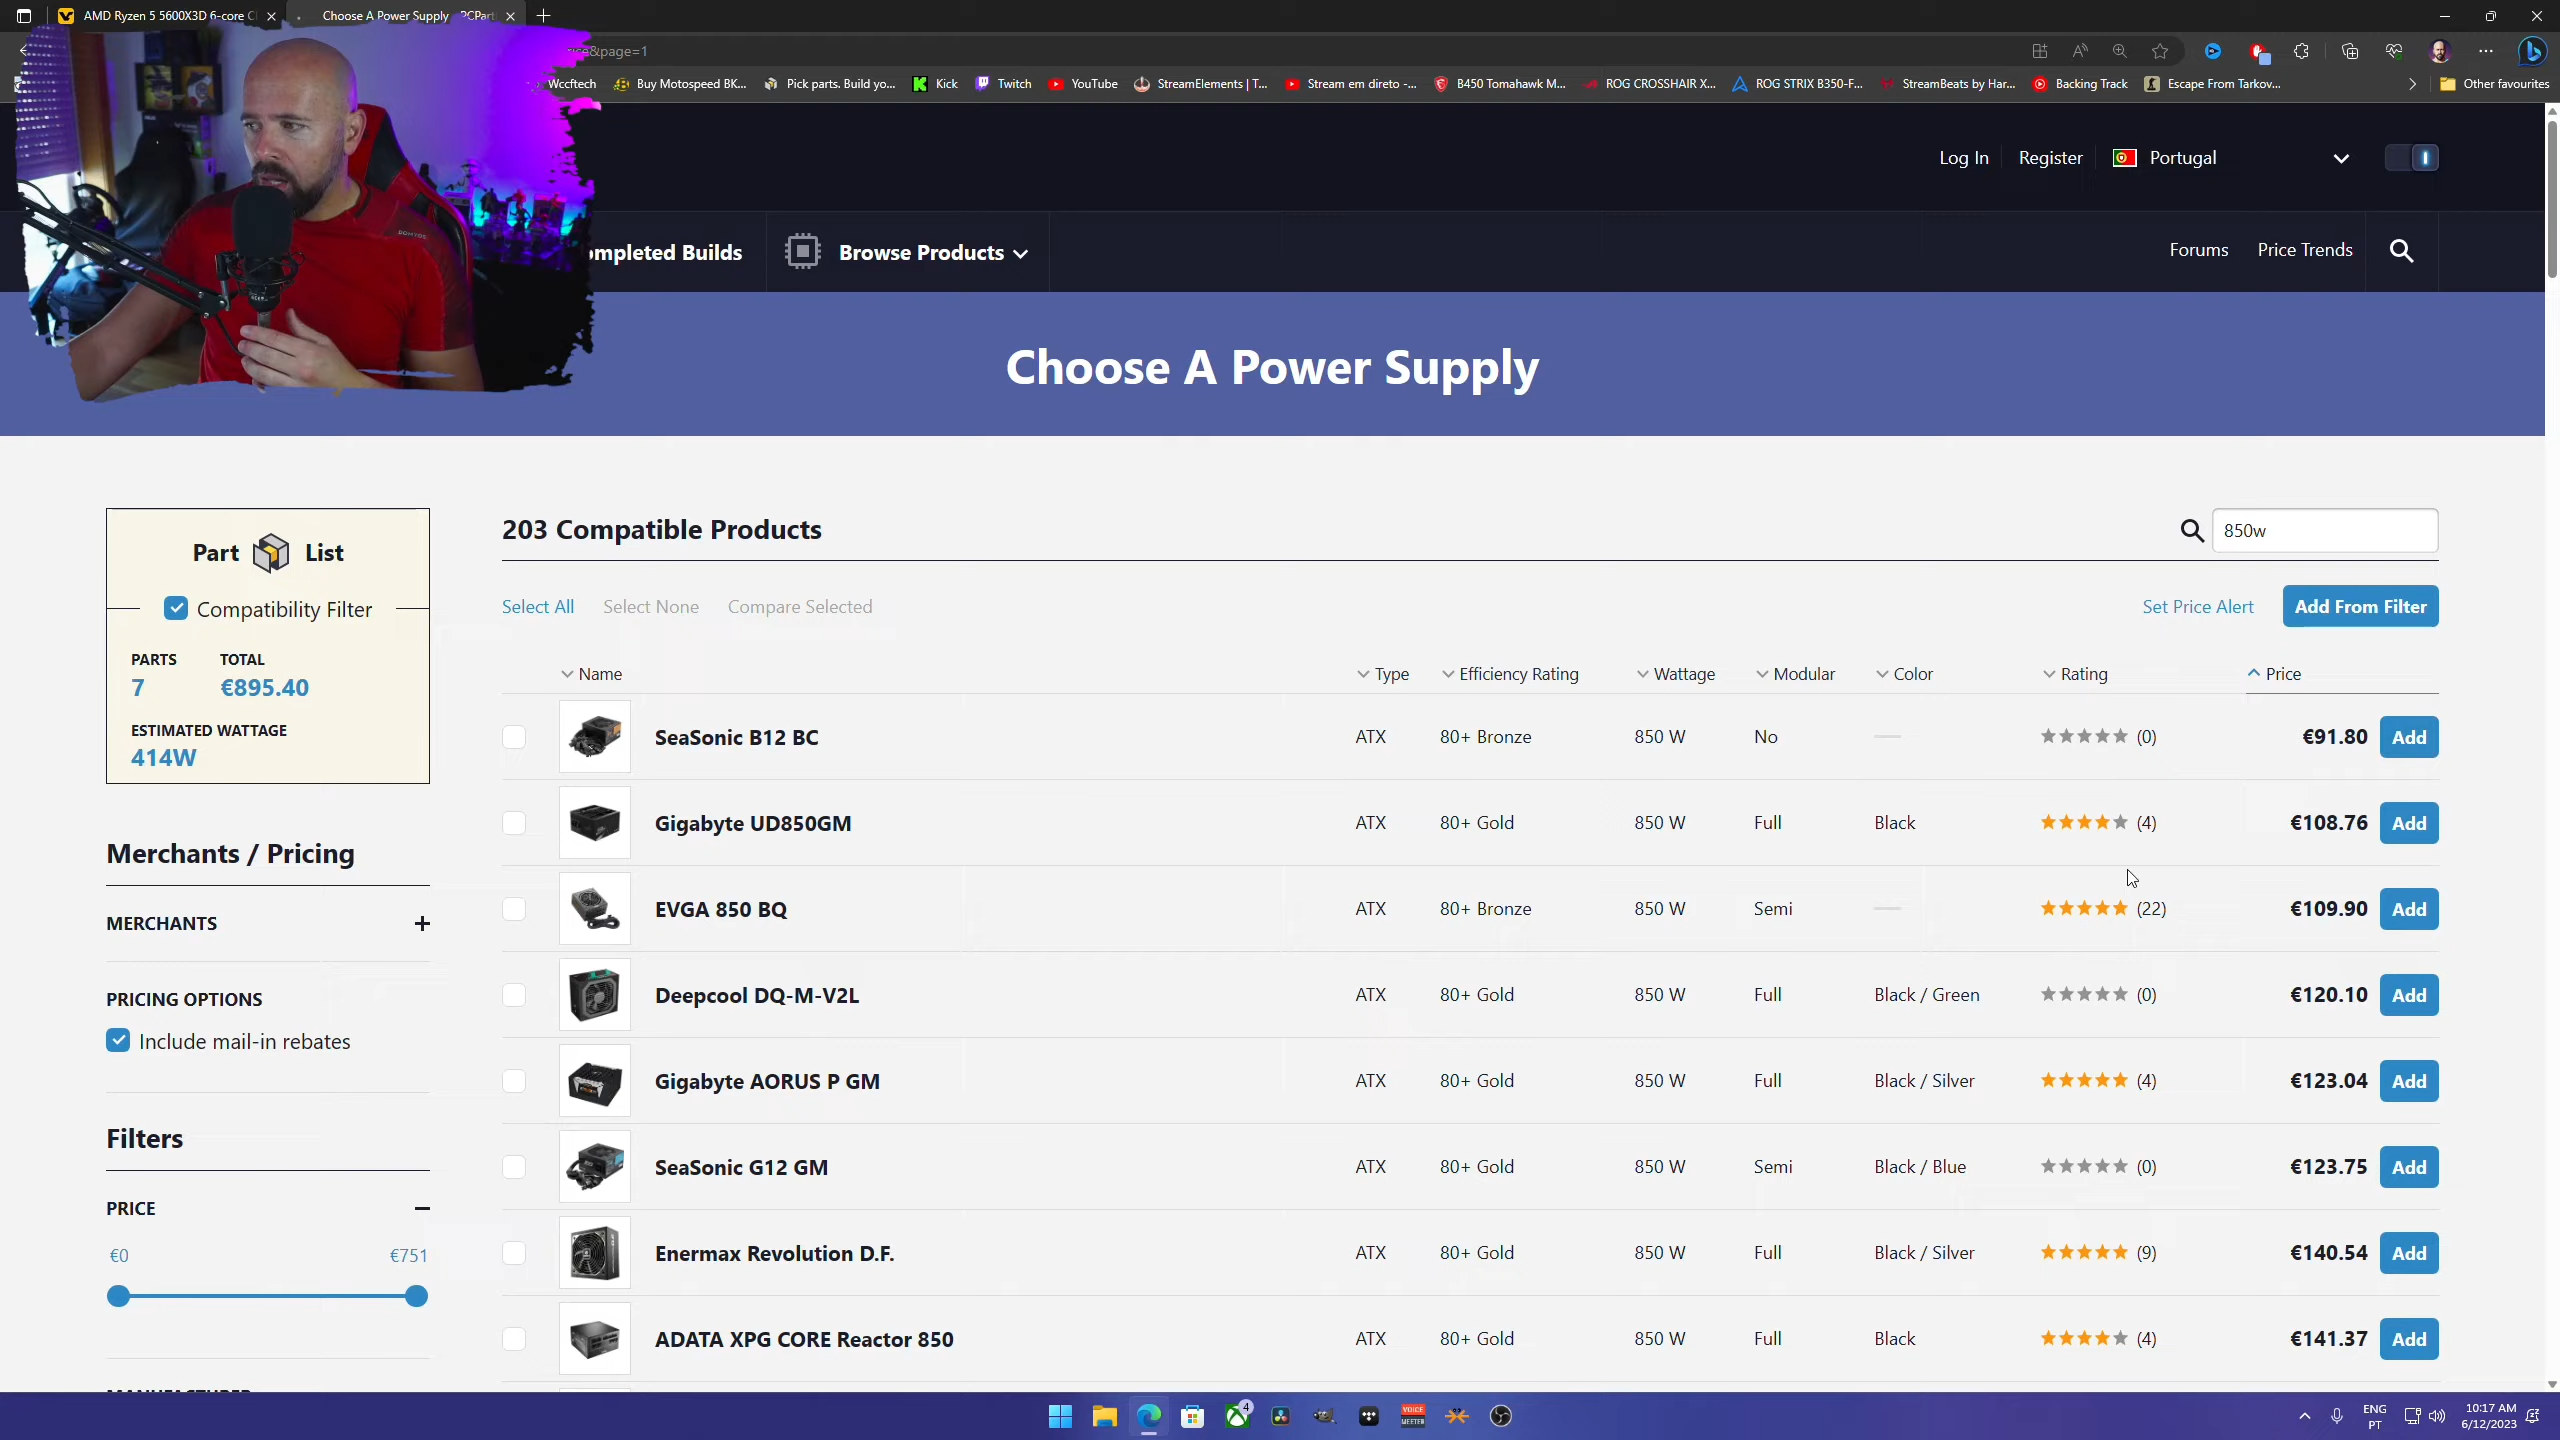 AMD Ryzen 5 5600X3D 6-core C
Choose A Power Supply - PCPart
&page=1
Wccftech
Buy Motospeed BK...
Pick parts. Build yo...
Kick
Twitch
YouTube
StreamElements | T...
Stream em direto -...
B450 Tomahawk M...
ROG CROSSHAIR X...
ROG STRIX B350-F...
StreamBeats by Har...
Backing Track
Escape From Tarkov...
Other favourites
Log In
Register
Portugal
ompleted Builds
Browse Products
Forums
Price Trends
DOMYOS
Choose A Power Supply
Part List
Compatibility Filter
PARTS TOTAL
7 €895.40
ESTIMATED WATTAGE
414W
Merchants / Pricing
MERCHANTS +
PRICING OPTIONS
Include mail-in rebates
Filters
PRICE
€0 €751
MANUFACTURER
203 Compatible Products
850w
Select All Select None Compare Selected
Set Price Alert Add From Filter
Name Type Efficiency Rating Wattage Modular Color Rating Price
SeaSonic B12 BC ATX 80+ Bronze 850 W No — (0) €91.80 Add
Gigabyte UD850GM ATX 80+ Gold 850 W Full Black (4) €108.76 Add
EVGA 850 BQ ATX 80+ Bronze 850 W Semi — (22) €109.90 Add
Deepcool DQ-M-V2L ATX 80+ Gold 850 W Full Black / Green (0) €120.10 Add
Gigabyte AORUS P GM ATX 80+ Gold 850 W Full Black / Silver (4) €123.04 Add
SeaSonic G12 GM ATX 80+ Gold 850 W Semi Black / Blue (0) €123.75 Add
Enermax Revolution D.F. ATX 80+ Gold 850 W Full Black / Silver (9) €140.54 Add
ADATA XPG CORE Reactor 850 ATX 80+ Gold 850 W Full Black (4) €141.37 Add
4
VOICE
MEETER
ENG
PT
10:17 AM
6/12/2023